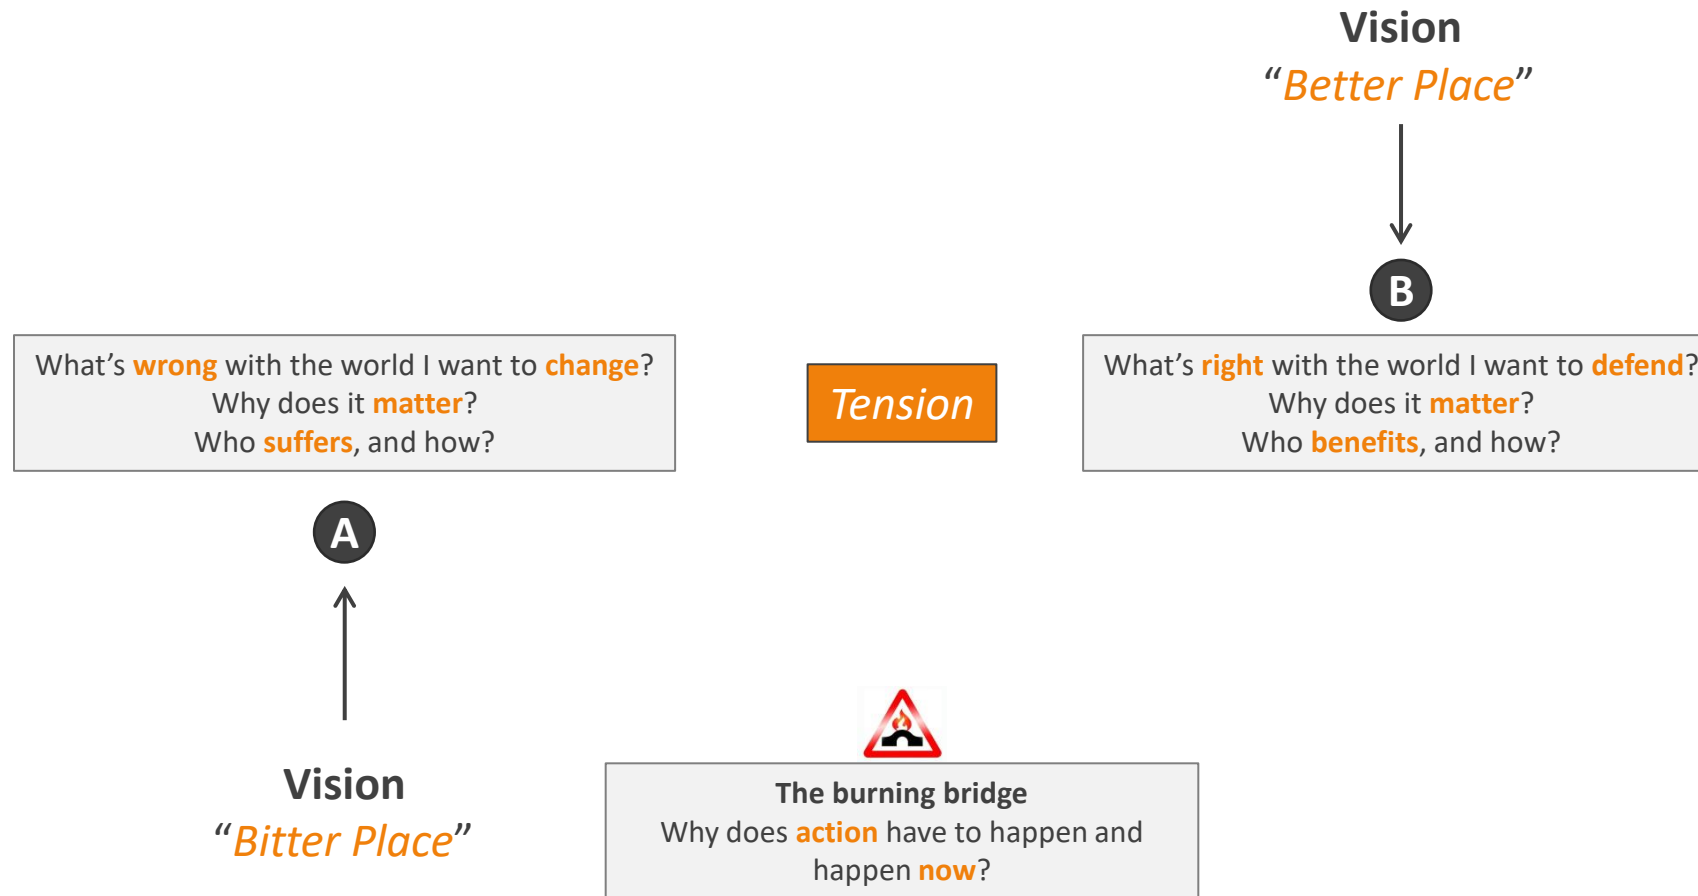 Vision
“Better Place”
B
What’s wrong with the world I want to change?
Why does it matter?
Who suffers, and how?
Tension
What’s right with the world I want to defend?
Why does it matter?
Who benefits, and how?
A
Vision
“Bitter Place”
The burning bridge
Why does action have to happen and
happen now?